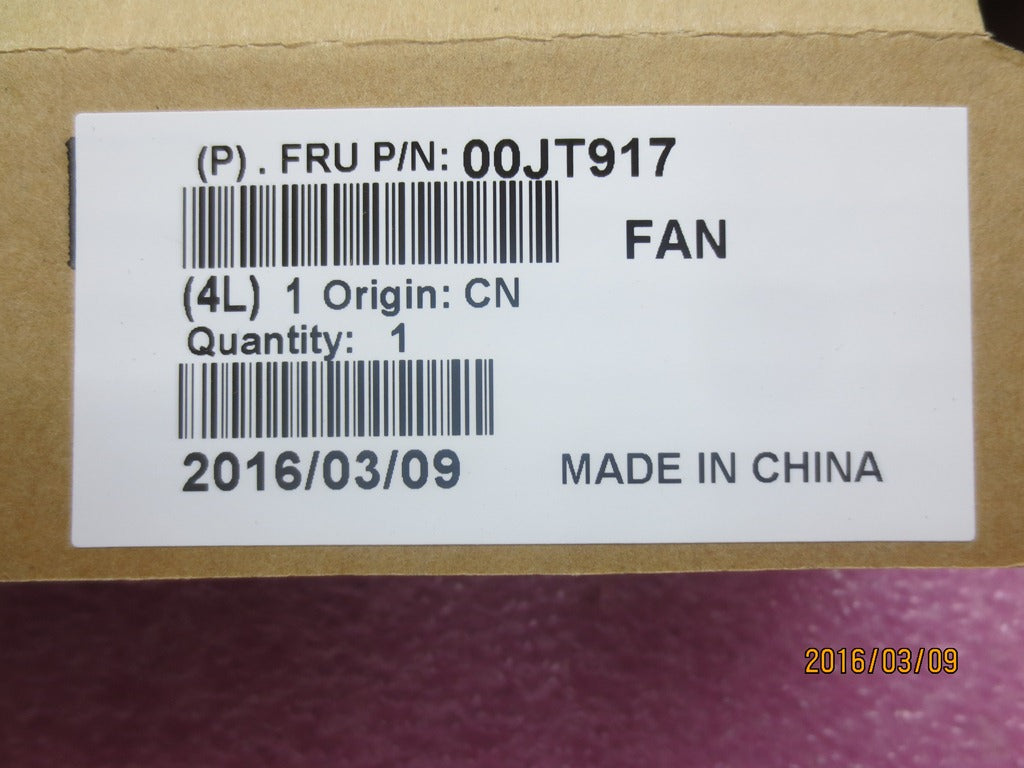 (P) . FRU P/N: 00JT917
FAN
(4L) 1 Origin: CN
Quantity: 1
2016/03/09 MADE IN CHINA
2016/03/09